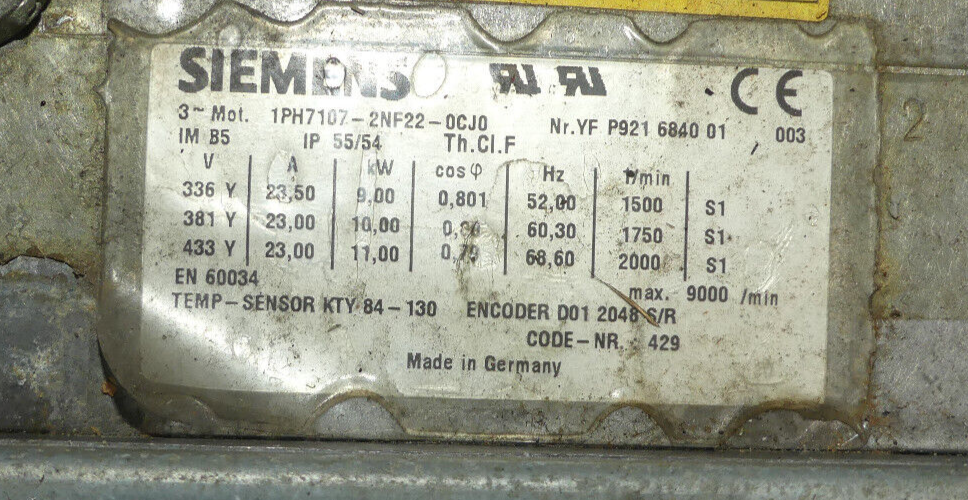 SIEMENS
3~ Mot. 1PH7107-2NF22-0CJ0 Nr.YF P921 6840 01 003
IM B5 IP 55/54 Th.Cl.F
V A kW cosφ Hz 1/min
336 Y 23,50 9,00 0,801 52,00 1500 S1
381 Y 23,00 10,00 60,30 1750 S1
433 Y 23,00 11,00 68,60 2000 S1
EN 60034 max. 9000 /min
TEMP-SENSOR KTY 84-130 ENCODER D01 2048 S/R
CODE-NR. 429
Made in Germany
2